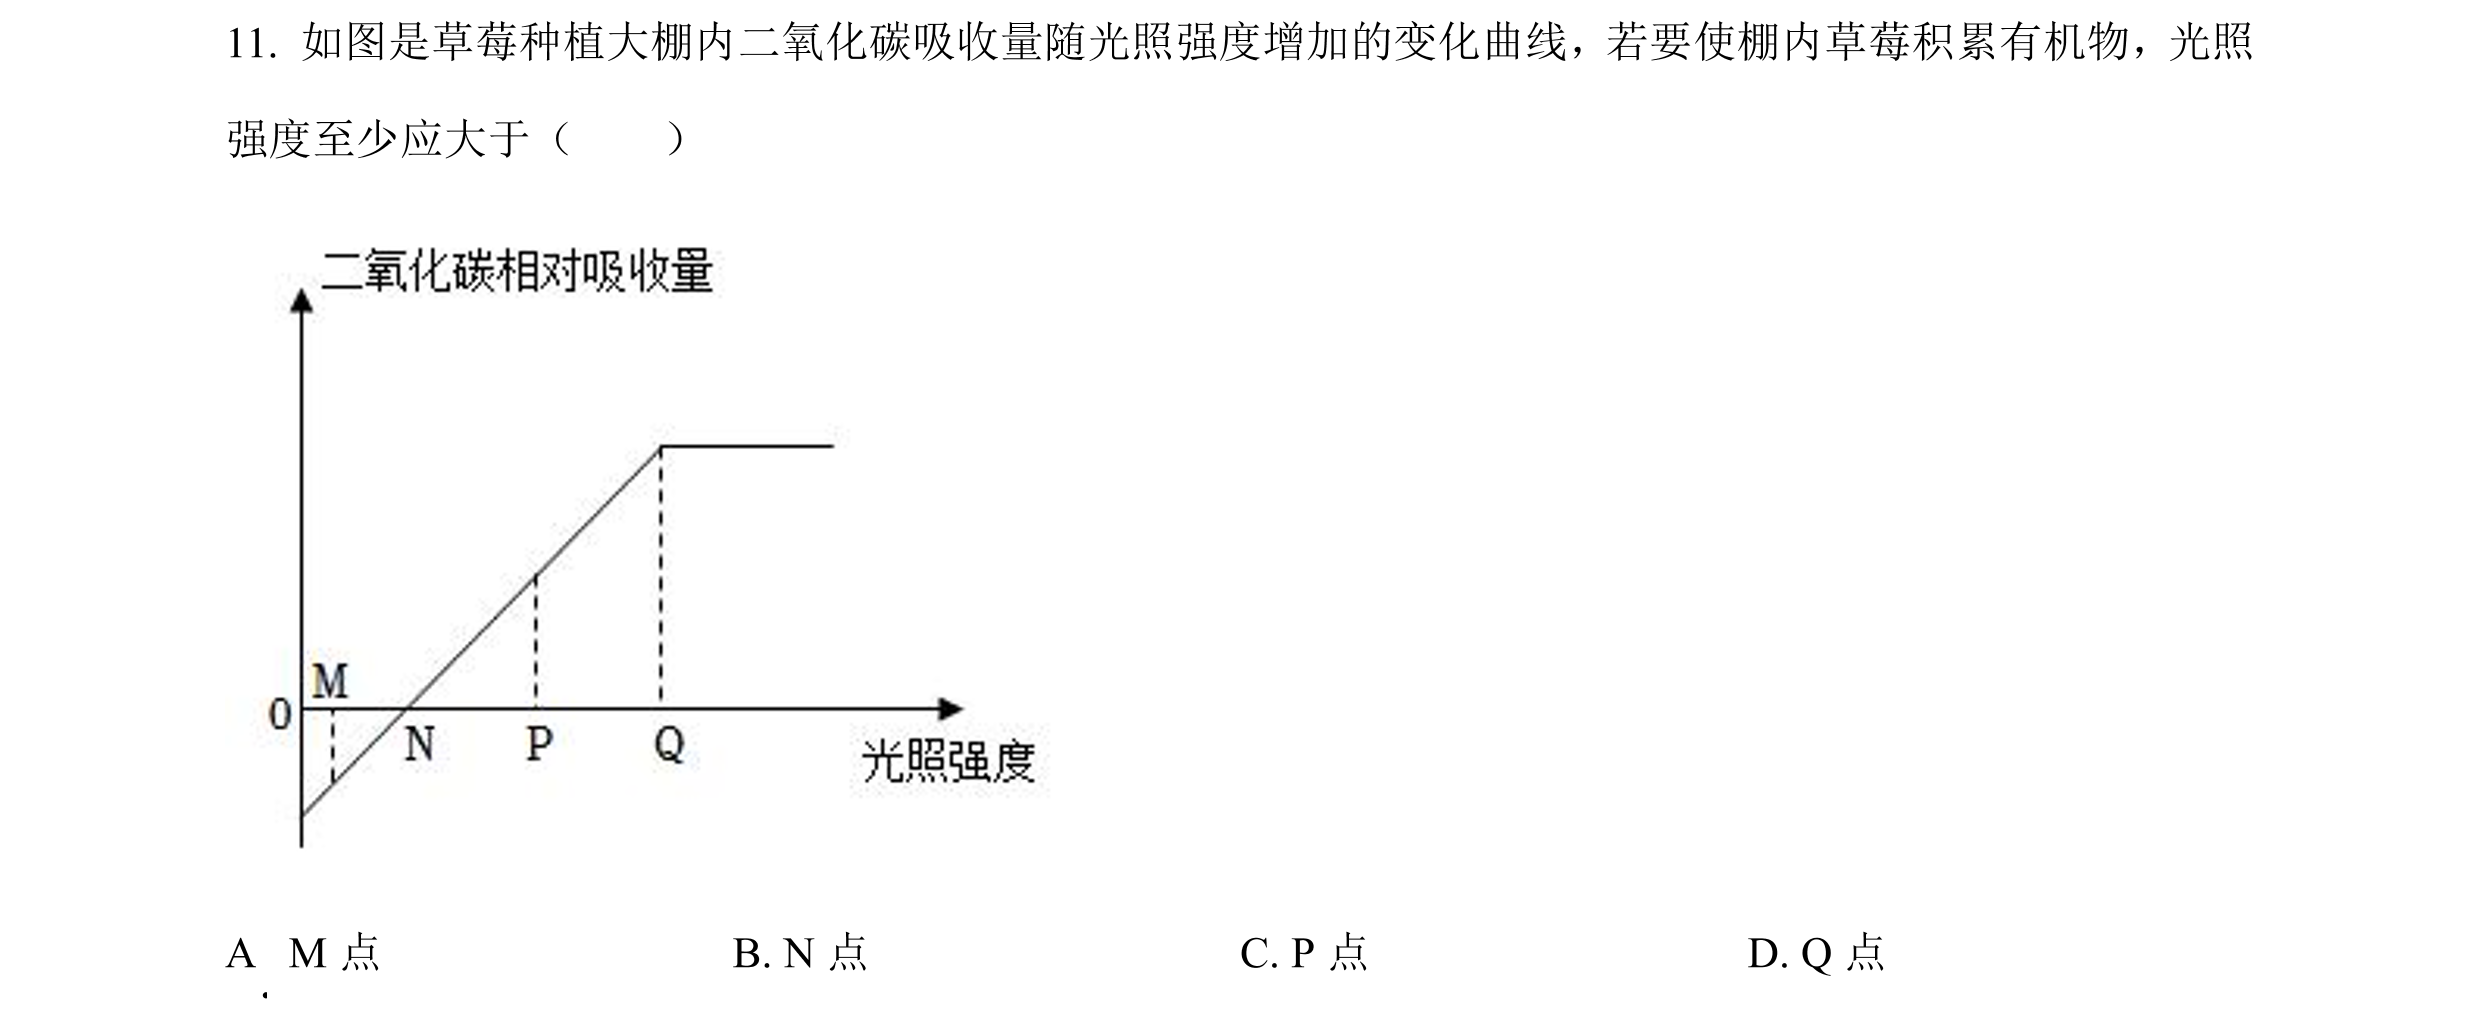 11. 如图是草莓种植大棚内二氧化碳吸收量随光照强度增加的变化曲线，若要使棚内草莓积累有机物，光照
强度至少应大于（　　）
二氧化碳相对吸收量
M
0
N P Q
光照强度
A. M 点 B. N 点 C. P 点 D. Q 点